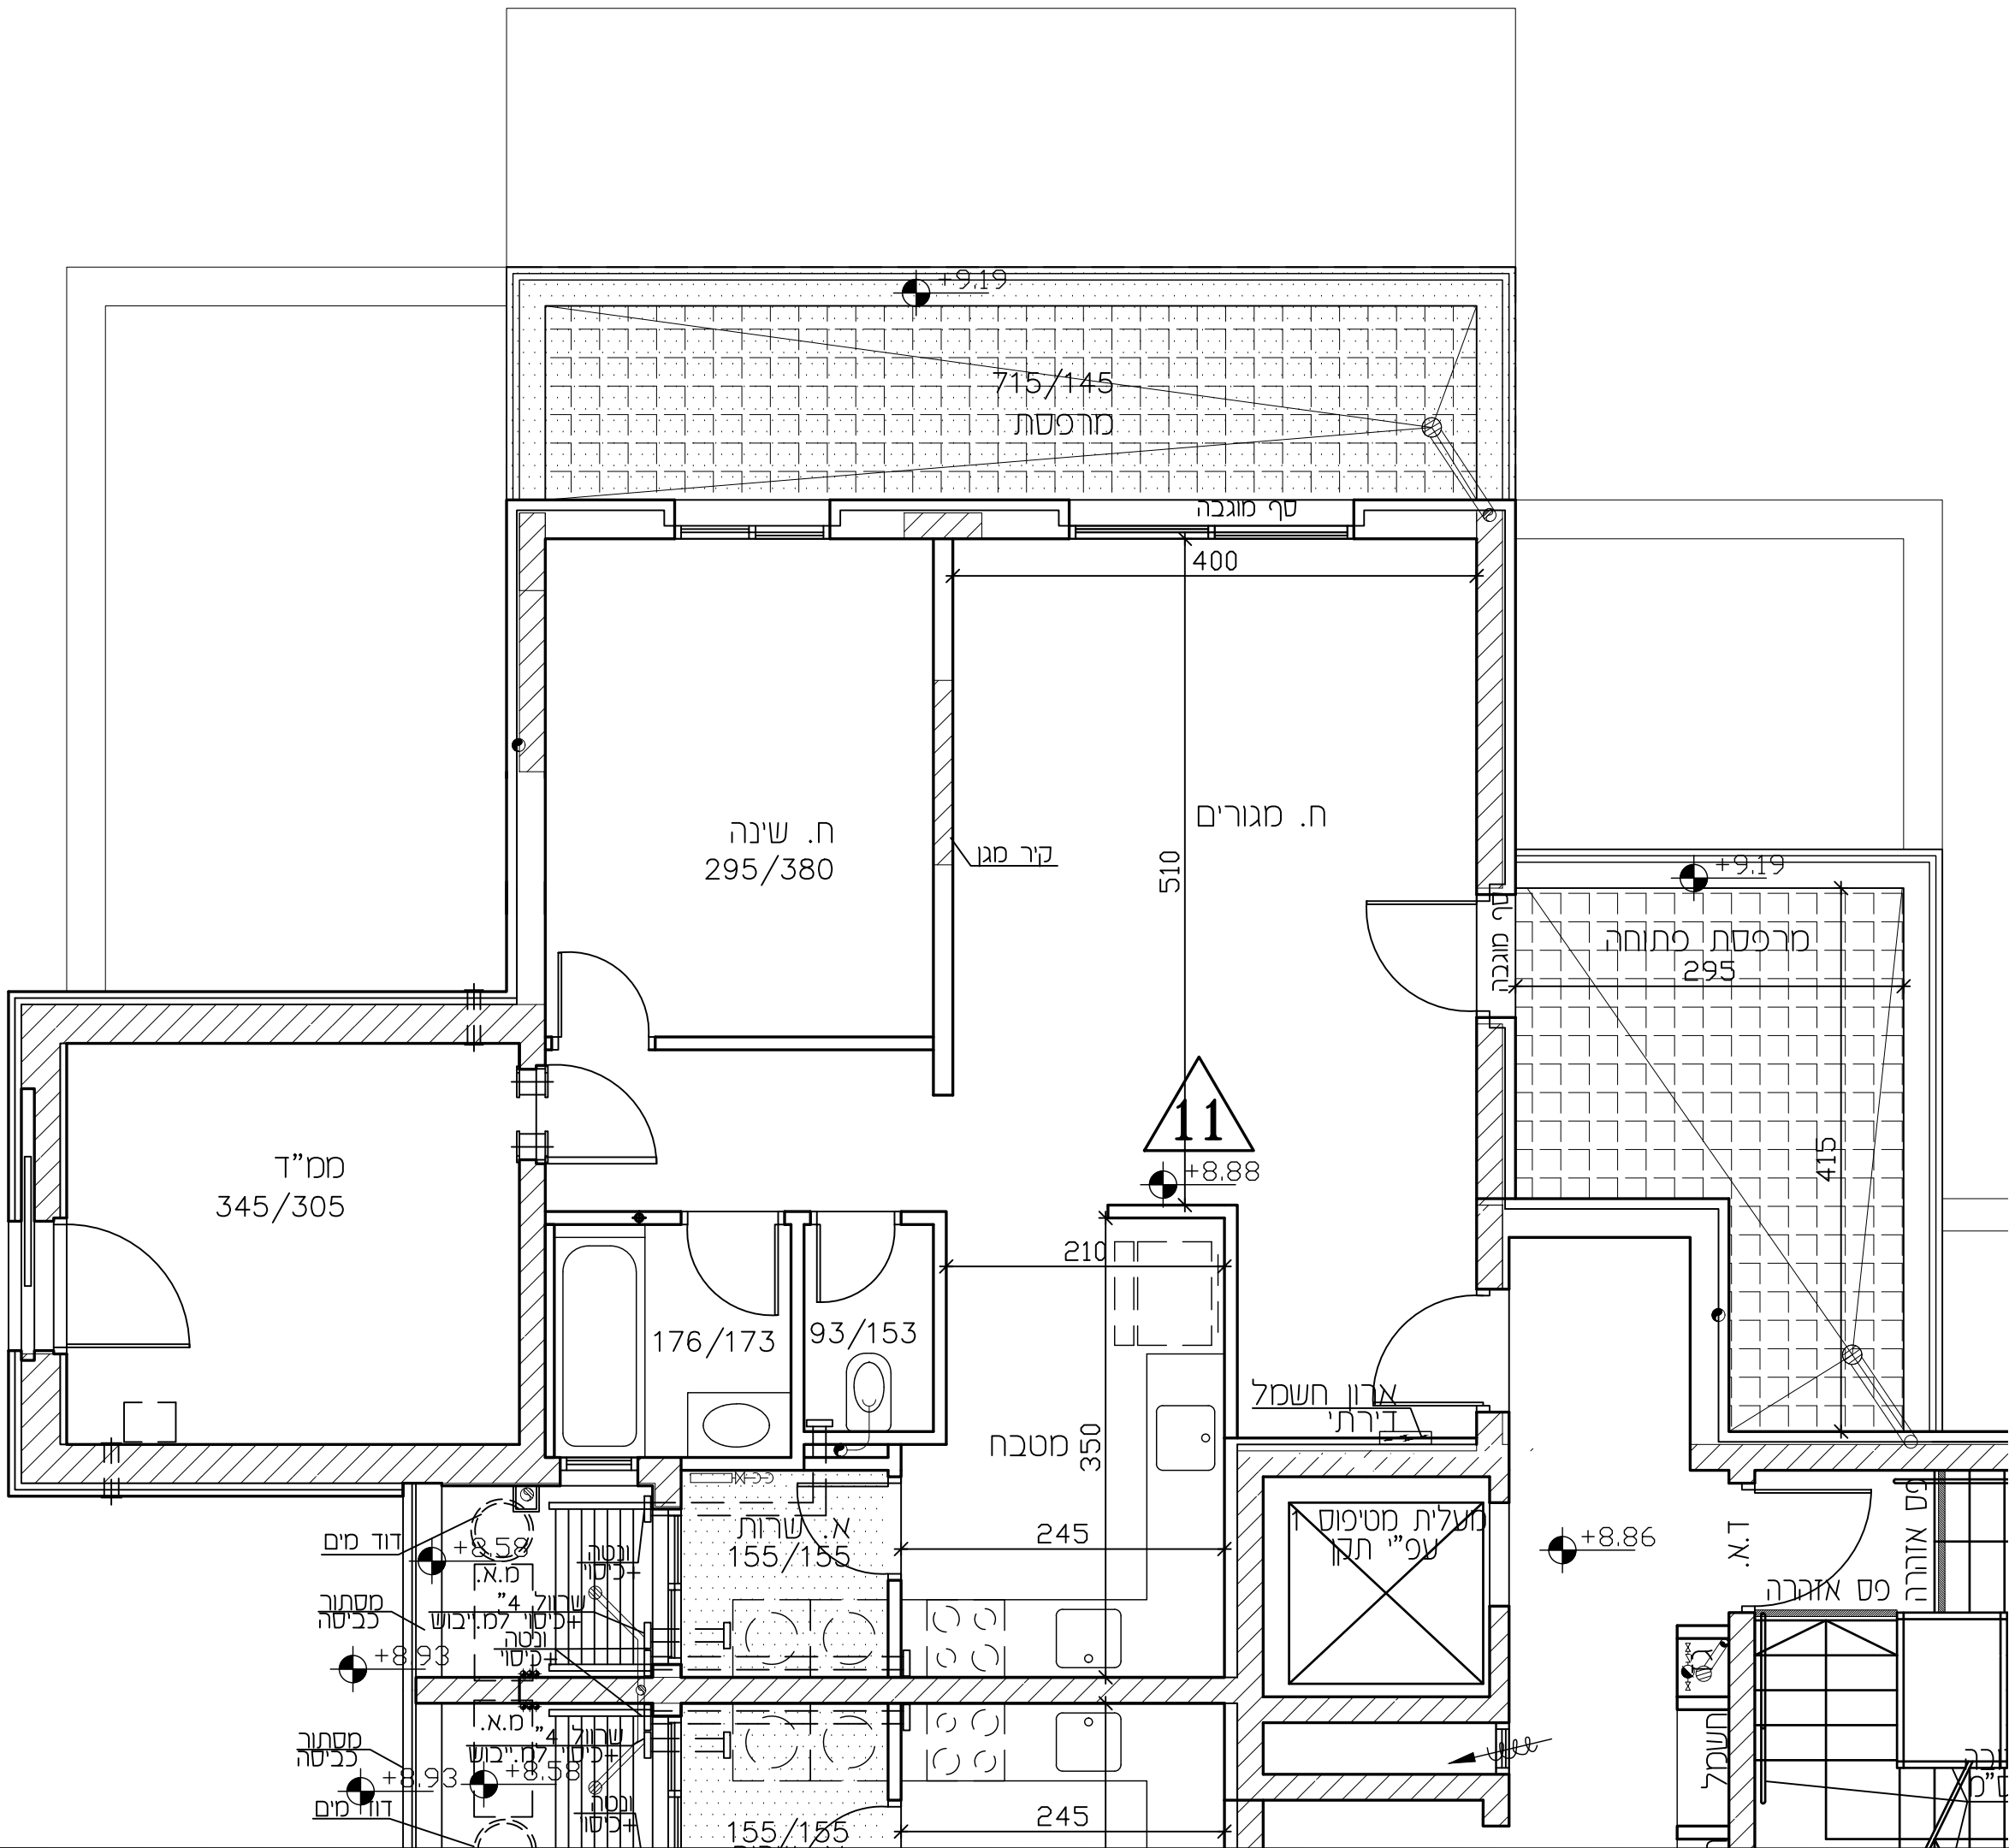 +9.19
715/145
מרפסת
סף מוגבה
400
ח. מגורים
ח. שינה
295/380
קיר מגן
510
+9.19
סף מוגבה
מרפסת פתוחה
295
415
11
+8.88
ממ"ד
345/305
210
176/173
93/153
ארון חשמל
דירתי
מטבח
350
א. שרות
155/155
245
מעלית מטיפוס 1
עפ"י תקן
+8.86
ד.א.
פס אזהרה
פס אזהרה
דוד מים
+8.58
מ.א.
ונטה
+כיסוי
מסתור
כביסה
שרוול 4"
+כיסוי למ.ייבוש
ונטה
+כיסוי
+8.93
מ.א.
שרוול 4"
+כיסוי למ.ייבוש
מסתור
כביסה
+8.93
+8.58
דוד מים
ונטה
+כיסוי
155/155
245
חשמל